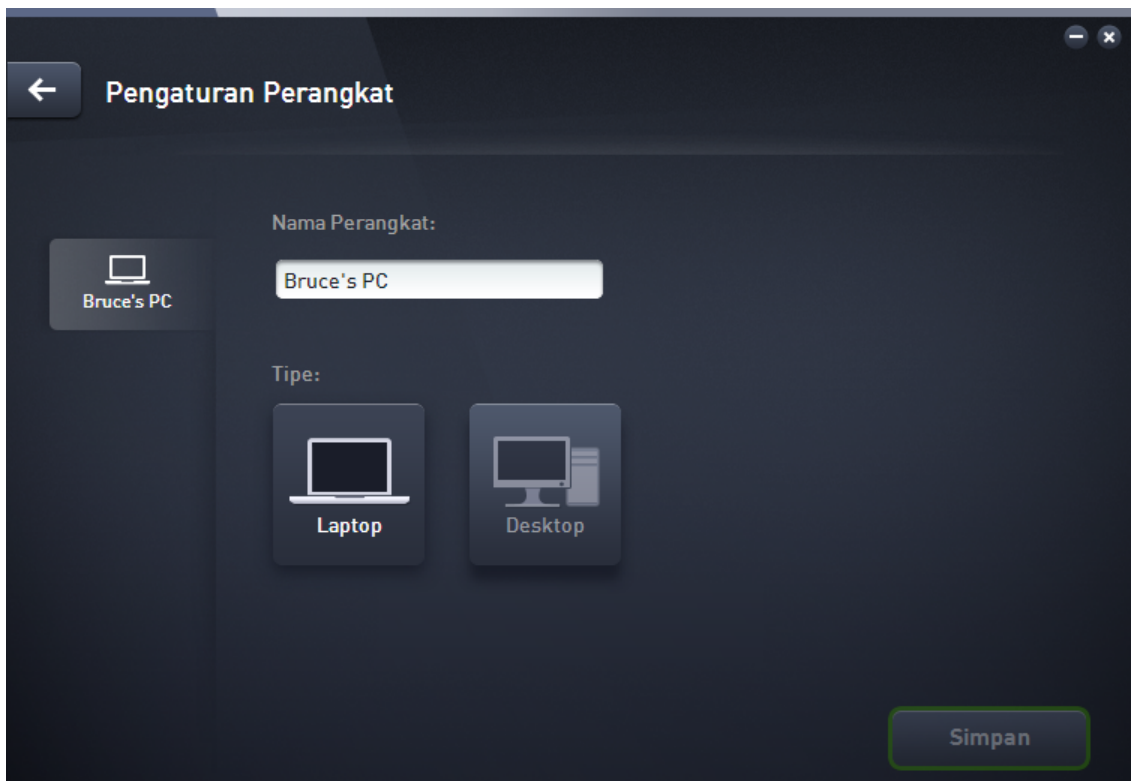 Pengaturan Perangkat
Nama Perangkat:
Bruce's PC
Bruce's PC
Tipe:
Laptop
Desktop
Simpan